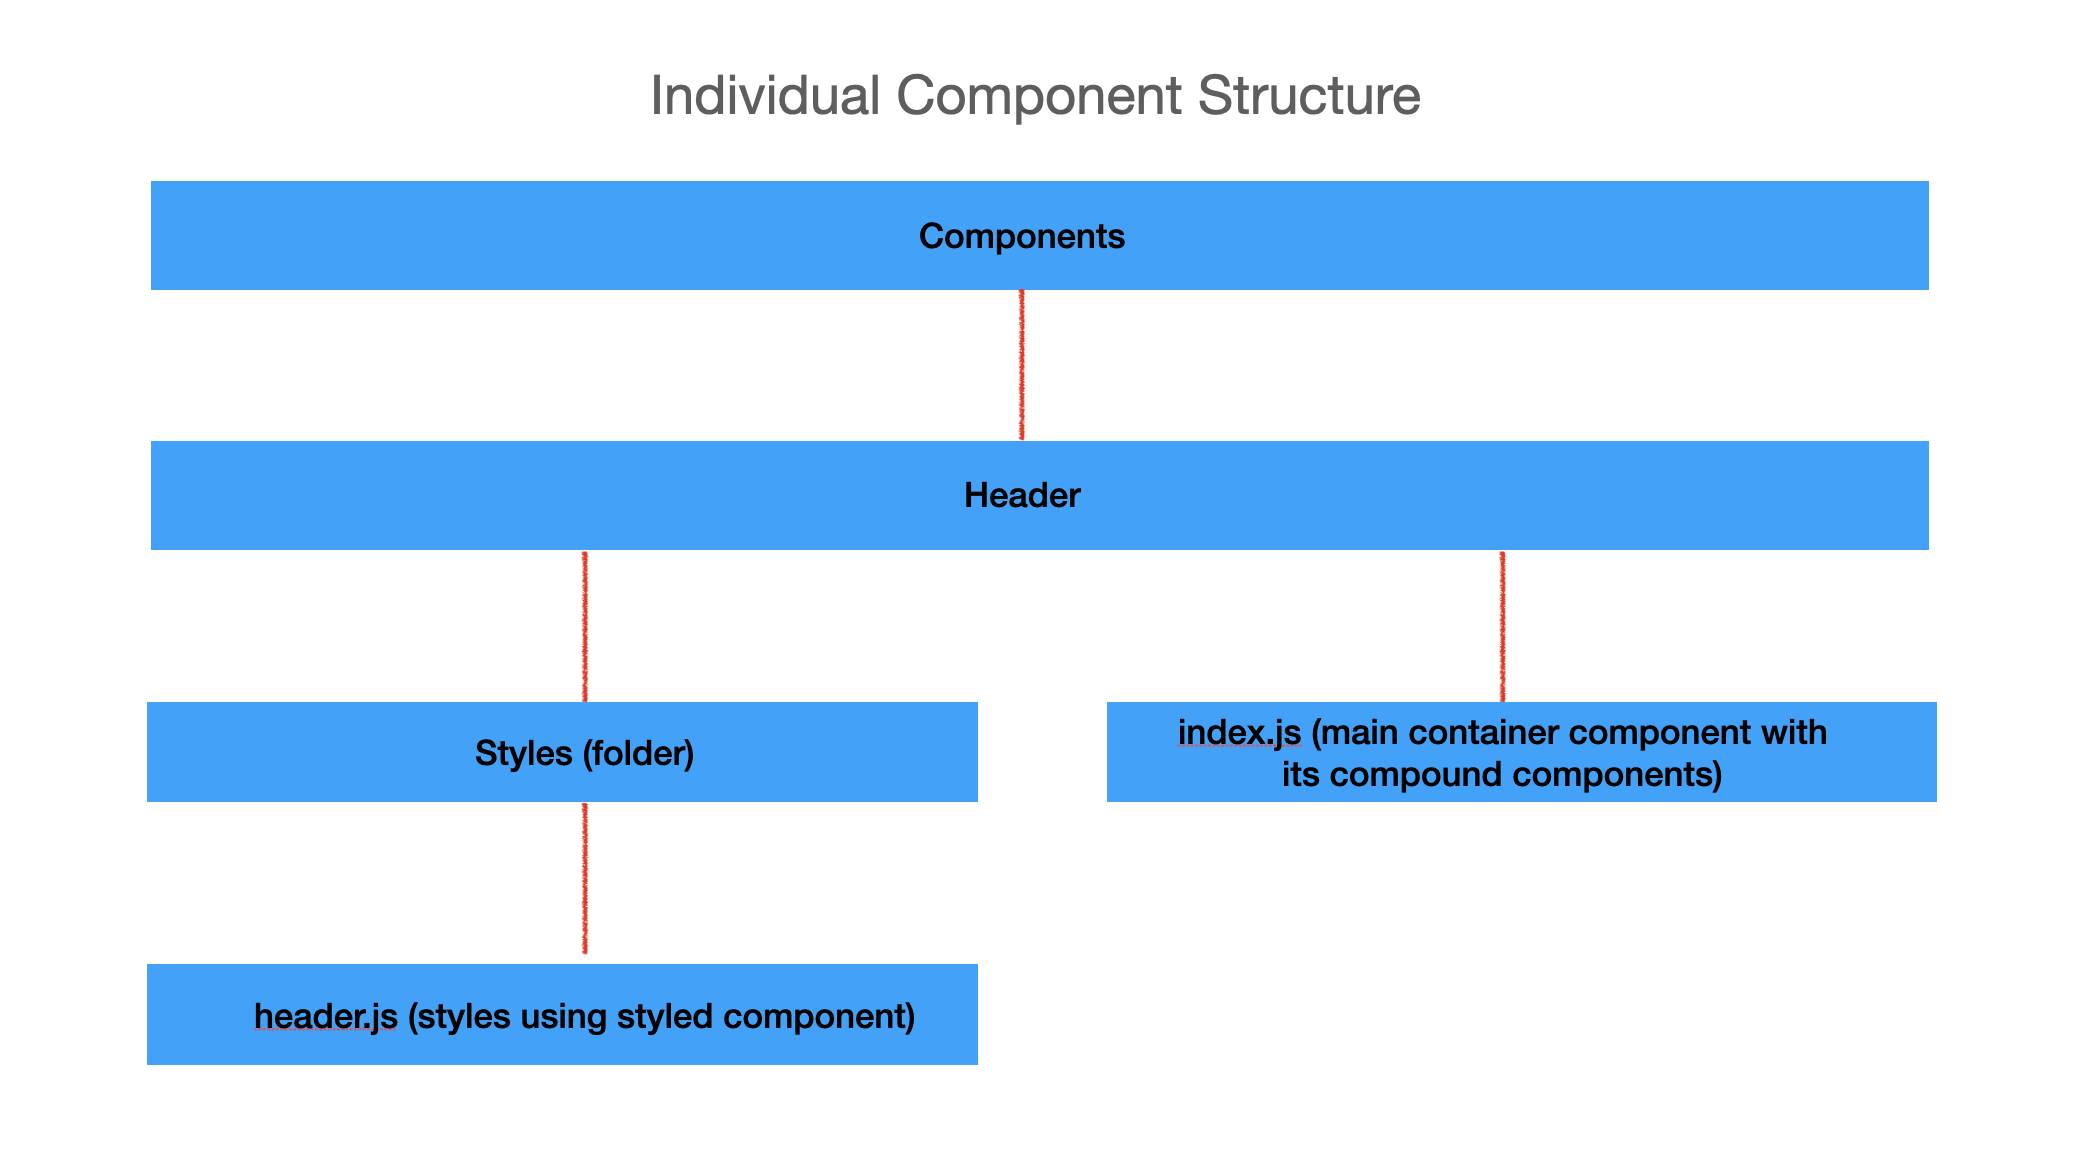 Individual Component Structure
Components
Header
Styles (folder)
index.js (main container component with
its compound components)
header.js (styles using styled component)